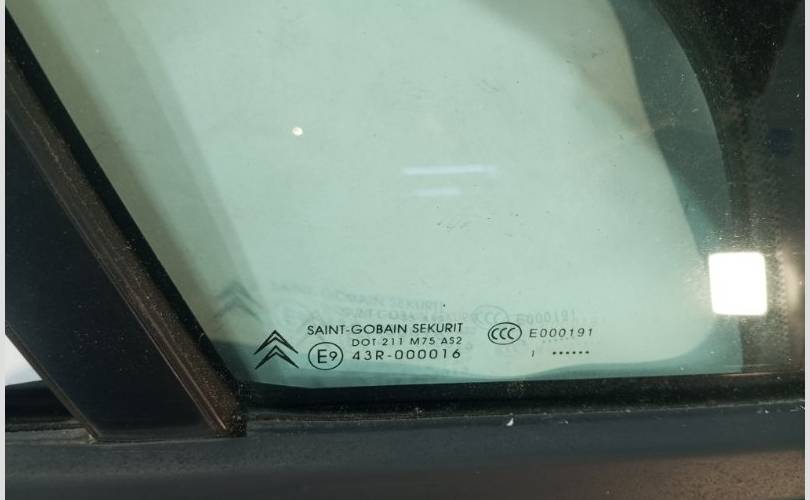 SAINT-GOBAIN SEKURIT
DOT 211 M75 AS2
E9 43R-000016
CCC E000191
1 ••••••